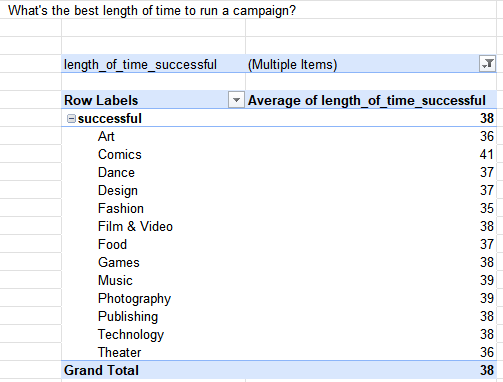 What's the best length of time to run a campaign?
length_of_time_successful (Multiple Items)
Row Labels Average of length_of_time_successful
successful 38
Art 36
Comics 41
Dance 37
Design 37
Fashion 35
Film & Video 38
Food 37
Games 38
Music 39
Photography 39
Publishing 38
Technology 38
Theater 36
Grand Total 38